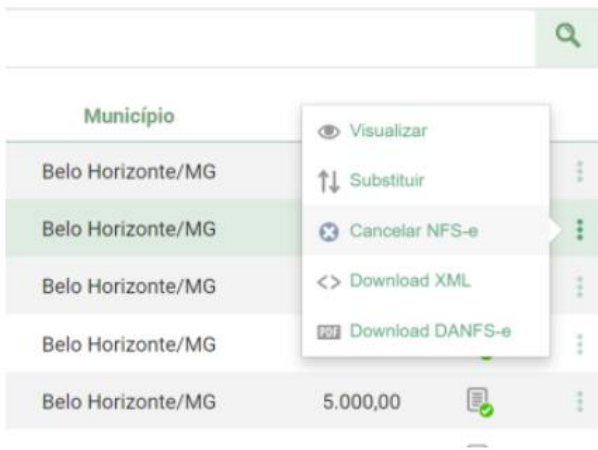 Município
Visualizar
Belo Horizonte/MG
Substituir
Belo Horizonte/MG
Cancelar NFS-e
Belo Horizonte/MG
Download XML
Belo Horizonte/MG
PDF Download DANFS-e
Belo Horizonte/MG 5.000,00